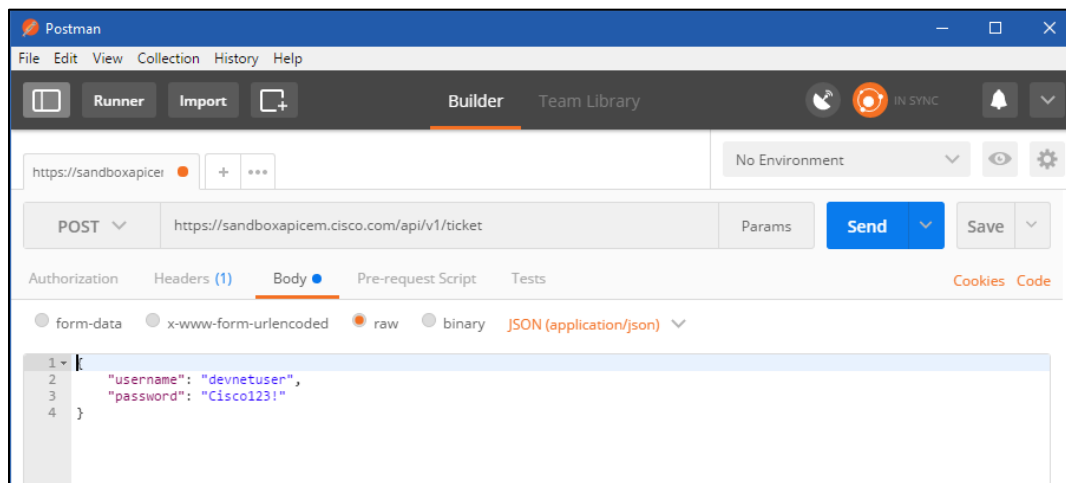 Postman
File Edit View Collection History Help
Runner Import Builder Team Library IN SYNC
https://sandboxapicer + ••• No Environment
POST https://sandboxapicem.cisco.com/api/v1/ticket Params Send Save
Authorization Headers (1) Body Pre-request Script Tests Cookies Code
form-data x-www-form-urlencoded raw binary JSON (application/json)
1 {
2 "username": "devnetuser",
3 "password": "Cisco123!"
4 }